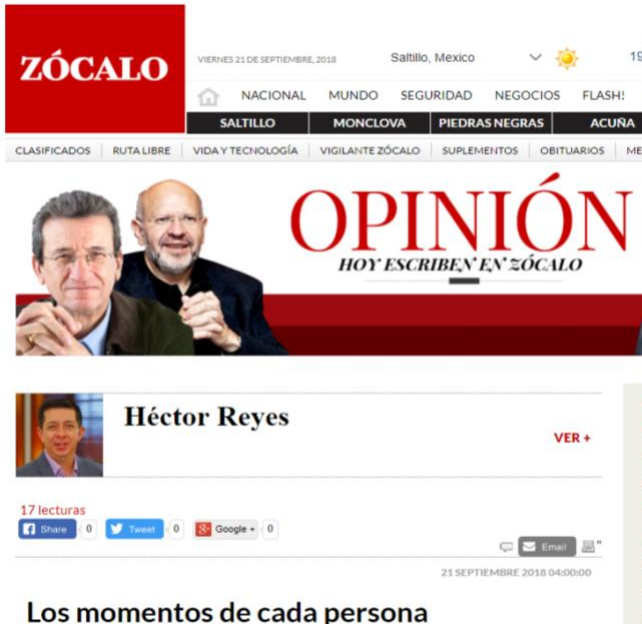 ZÓCALO
VIERNES 21 DE SEPTIEMBRE, 2018 Saltillo, Mexico 19
NACIONAL MUNDO SEGURIDAD NEGOCIOS FLASH!
SALTILLO MONCLOVA PIEDRAS NEGRAS ACUÑA
CLASIFICADOS RUTA LIBRE VIDA Y TECNOLOGÍA VIGILANTE ZÓCALO SUPLEMENTOS OBITUARIOS ME
OPINIÓN
HOY ESCRIBEN EN ZÓCALO
Héctor Reyes
VER +
17 lecturas
Share 0 Tweet 0 Google + 0
Email "
21 SEPTIEMBRE 2018 04:00:00
Los momentos de cada persona